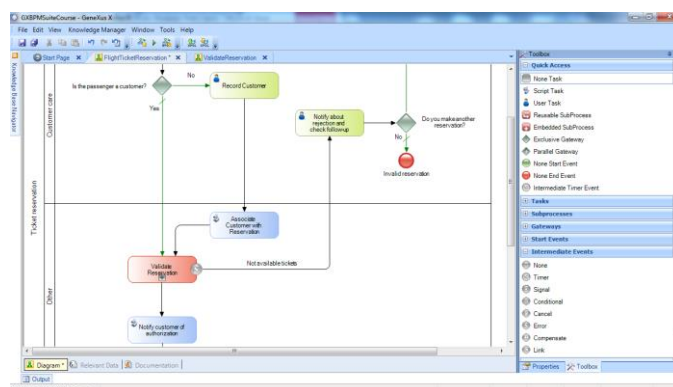 GXBPMSuiteCourse - GeneXus X
File Edit View Knowledge Manager Window Tools Help
Start Page
FlightTicketReservation *
ValidateReservation
Knowledge Base Navigator
Ticket reservation
Customer care
Other
Is the passenger a customer?
No
Yes
Record Customer
Notify about
rejection and
check followup
Do you make another
reservation?
No
Invalid reservation
Associate
Customer with
Reservation
Validate
Reservation
Not available tickets
Notify customer of
authorization
Diagram *
Relevant Data
Documentation
Output
Toolbox
Quick Access
None Task
Script Task
User Task
Reusable SubProcess
Embedded SubProcess
Exclusive Gateway
Parallel Gateway
None Start Event
None End Event
Intermediate Timer Event
Tasks
Subprocesses
Gateways
Start Events
Intermediate Events
None
Timer
Signal
Conditional
Cancel
Error
Compensate
Link
Properties
Toolbox